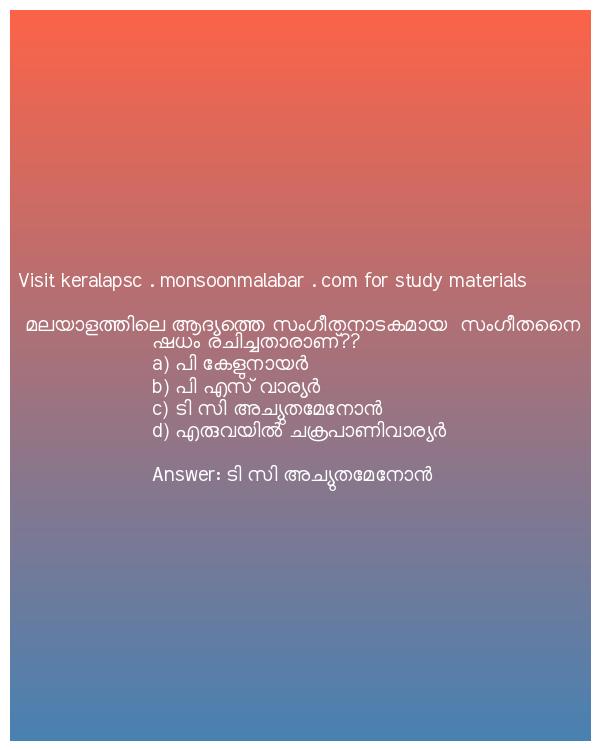 Visit keralapsc . monsoonmalabar . com for study materials
മലയാളത്തിലെ ആദ്യത്തെ സംഗീതനാടകമായ സംഗീതനൈ
ഷധം രചിച്ചതാരാണ്??
a) പി കേളുനായർ
b) പി എസ് വാര്യർ
c) ടി സി അച്യുതമേനോൻ
d) എരുവയിൽ ചക്രപാണിവാര്യർ
Answer: ടി സി അച്യുതമേനോൻ